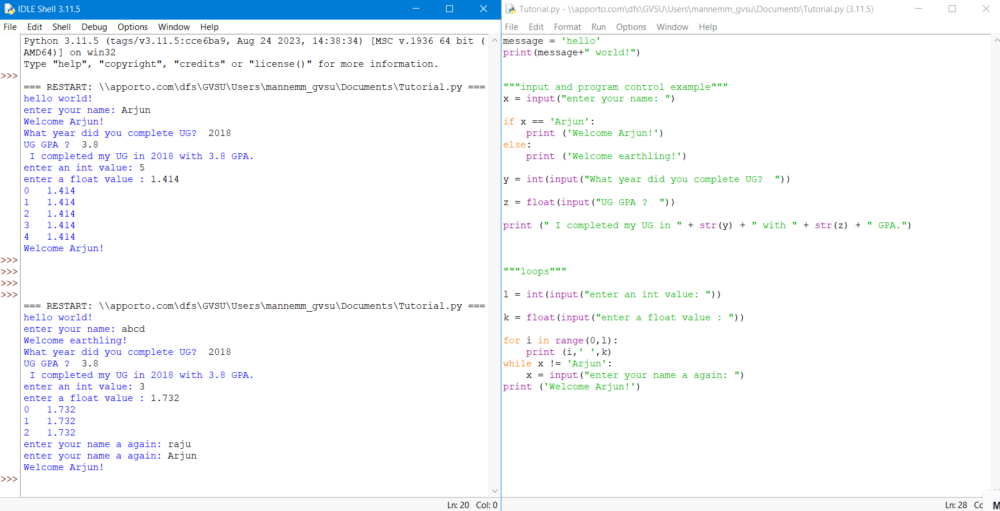 IDLE Shell 3.11.5
File Edit Shell Debug Options Window Help
Python 3.11.5 (tags/v3.11.5:cce6ba9, Aug 24 2023, 14:38:34) [MSC v.1936 64 bit (
AMD64)] on win32
Type "help", "copyright", "credits" or "license()" for more information.
>>>
=== RESTART: \\apporto.com\dfs\GVSU\Users\mannemm_gvsu\Documents\Tutorial.py ===
hello world!
enter your name: Arjun
Welcome Arjun!
What year did you complete UG?  2018
UG GPA ?  3.8
 I completed my UG in 2018 with 3.8 GPA.
enter an int value: 5
enter a float value : 1.414
0   1.414
1   1.414
2   1.414
3   1.414
4   1.414
Welcome Arjun!
>>>
>>>
>>>
>>>
=== RESTART: \\apporto.com\dfs\GVSU\Users\mannemm_gvsu\Documents\Tutorial.py ===
hello world!
enter your name: abcd
Welcome earthling!
What year did you complete UG?  2018
UG GPA ?  3.8
 I completed my UG in 2018 with 3.8 GPA.
enter an int value: 3
enter a float value : 1.732
0   1.732
1   1.732
2   1.732
enter your name a again: raju
enter your name a again: Arjun
Welcome Arjun!
>>>
Ln: 20 Col: 0
Tutorial.py - \\apporto.com\dfs\GVSU\Users\mannemm_gvsu\Documents\Tutorial.py (3.11.5)
File Edit Format Run Options Window Help
message = 'hello'
print(message+" world!")
"""input and program control example"""
x = input("enter your name: ")
if x == 'Arjun':
    print ('Welcome Arjun!')
else:
    print ('Welcome earthling!')
y = int(input("What year did you complete UG?  "))
z = float(input("UG GPA ?  "))
print (" I completed my UG in " + str(y) + " with " + str(z) + " GPA.")
"""loops"""
l = int(input("enter an int value: "))
k = float(input("enter a float value : "))
for i in range(0,l):
    print (i,' ',k)
while x != 'Arjun':
    x = input("enter your name a again: ")
print ('Welcome Arjun!')
Ln: 28